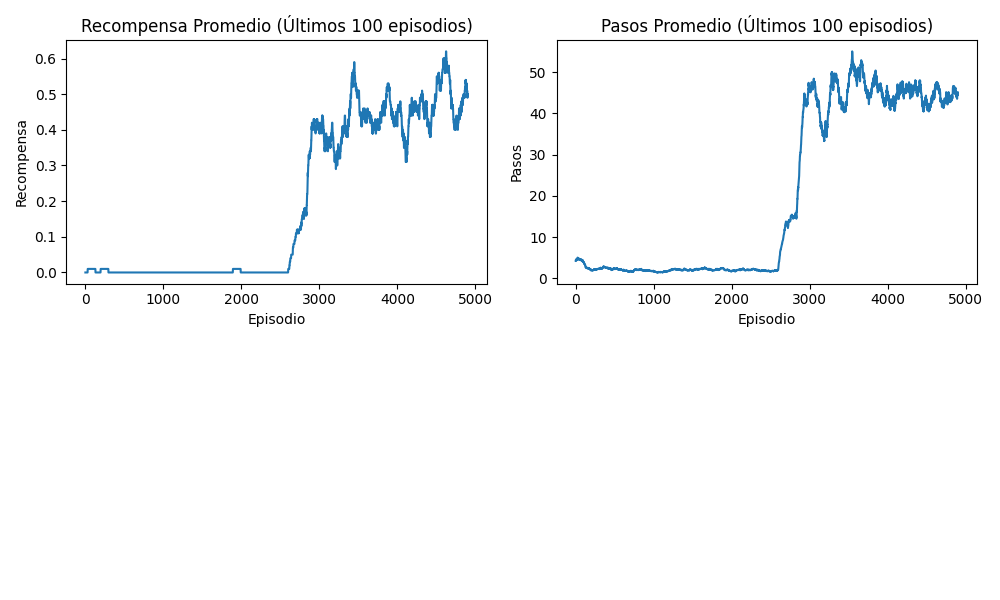 Recompensa Promedio (Últimos 100 episodios)
Recompensa
0.6
0.5
0.4
0.3
0.2
0.1
0.0
0 1000 2000 3000 4000 5000
Episodio
Pasos Promedio (Últimos 100 episodios)
Pasos
50
40
30
20
10
0
0 1000 2000 3000 4000 5000
Episodio